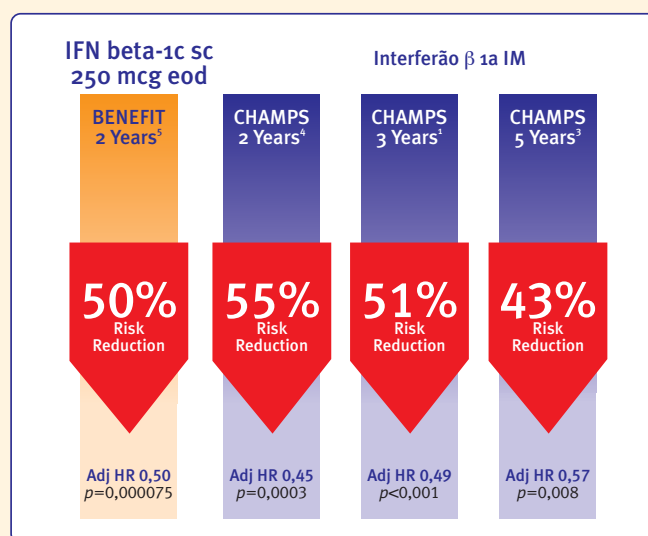 IFN beta-1c sc
250 mcg eod
Interferão β 1a IM
BENEFIT
2 Years⁵
CHAMPS
2 Years⁴
CHAMPS
3 Years¹
CHAMPS
5 Years³
50%
Risk
Reduction
55%
Risk
Reduction
51%
Risk
Reduction
43%
Risk
Reduction
Adj HR 0,50
p=0,000075
Adj HR 0,45
p=0,0003
Adj HR 0,49
p<0,001
Adj HR 0,57
p=0,008